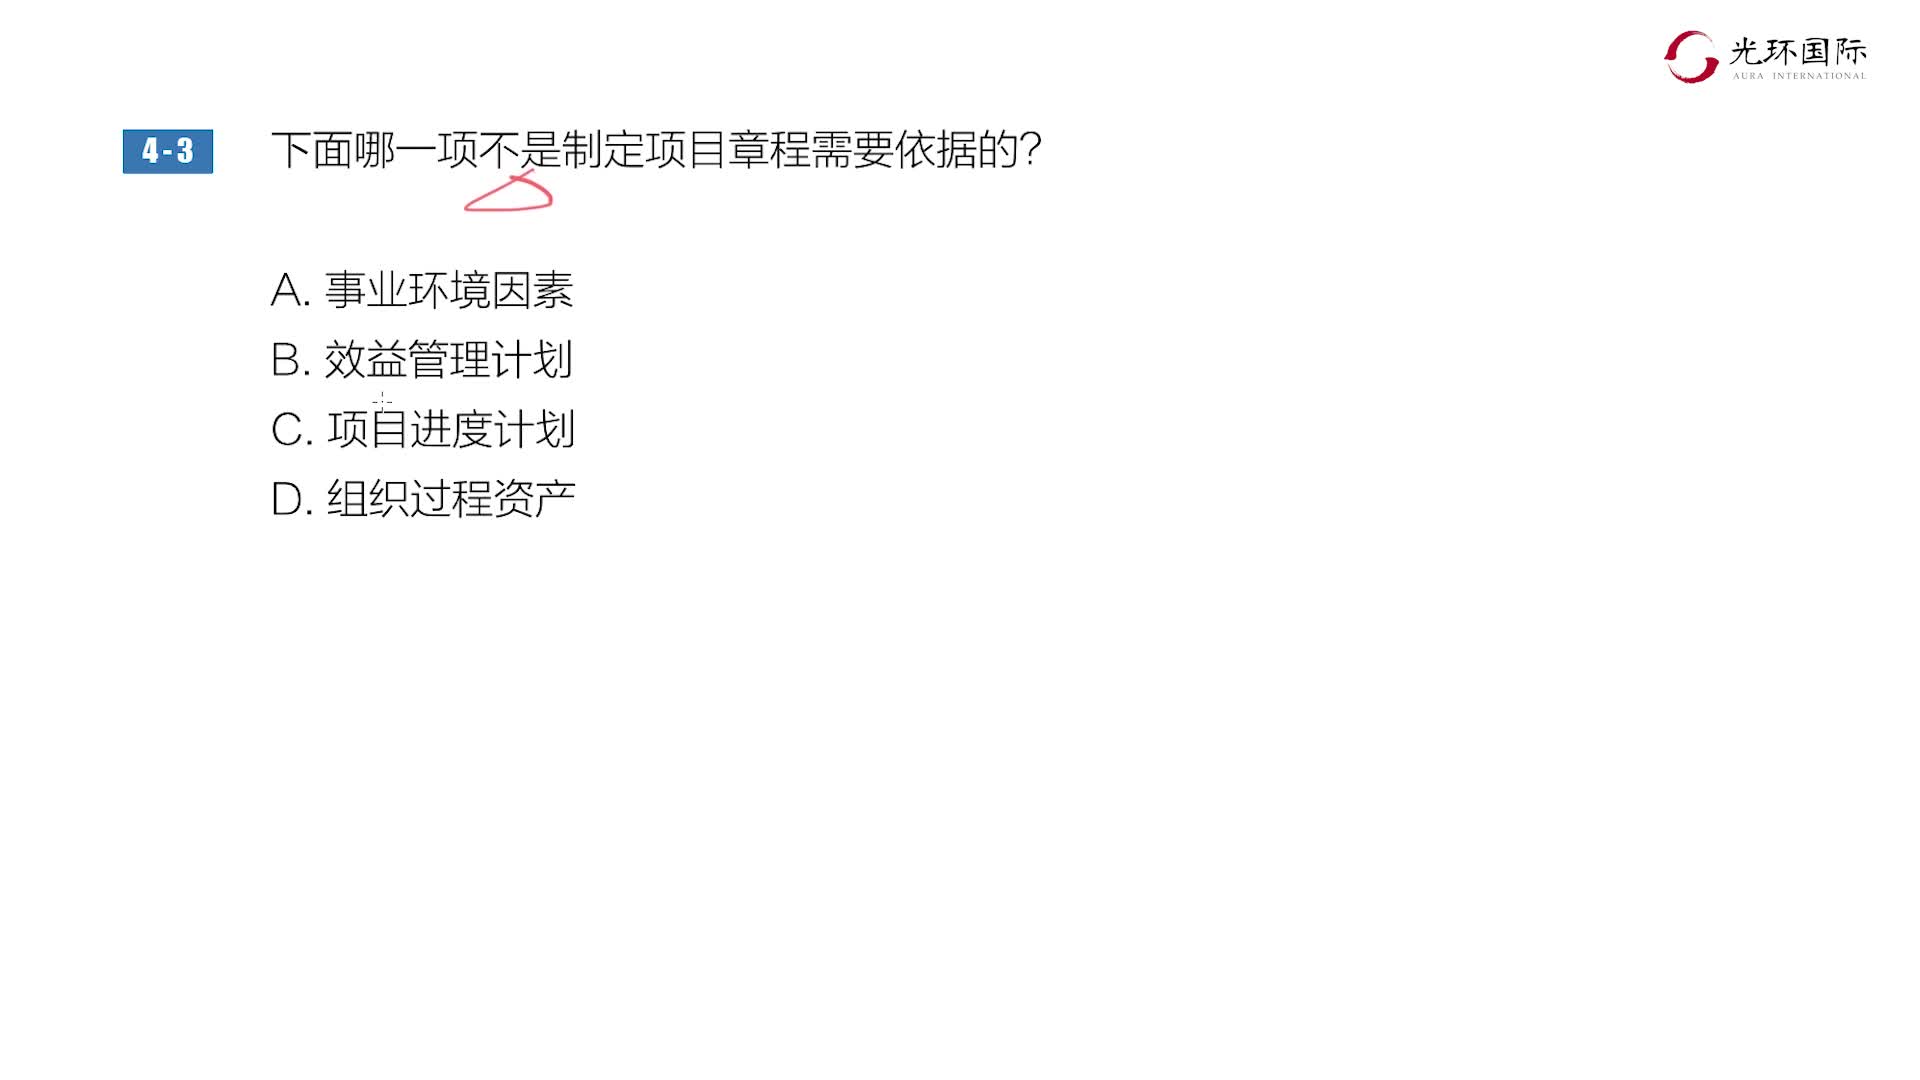 光环国际
AURA INTERNATIONAL
4-3 下面哪一项不是制定项目章程需要依据的?
A. 事业环境因素
B. 效益管理计划
C. 项目进度计划
D. 组织过程资产